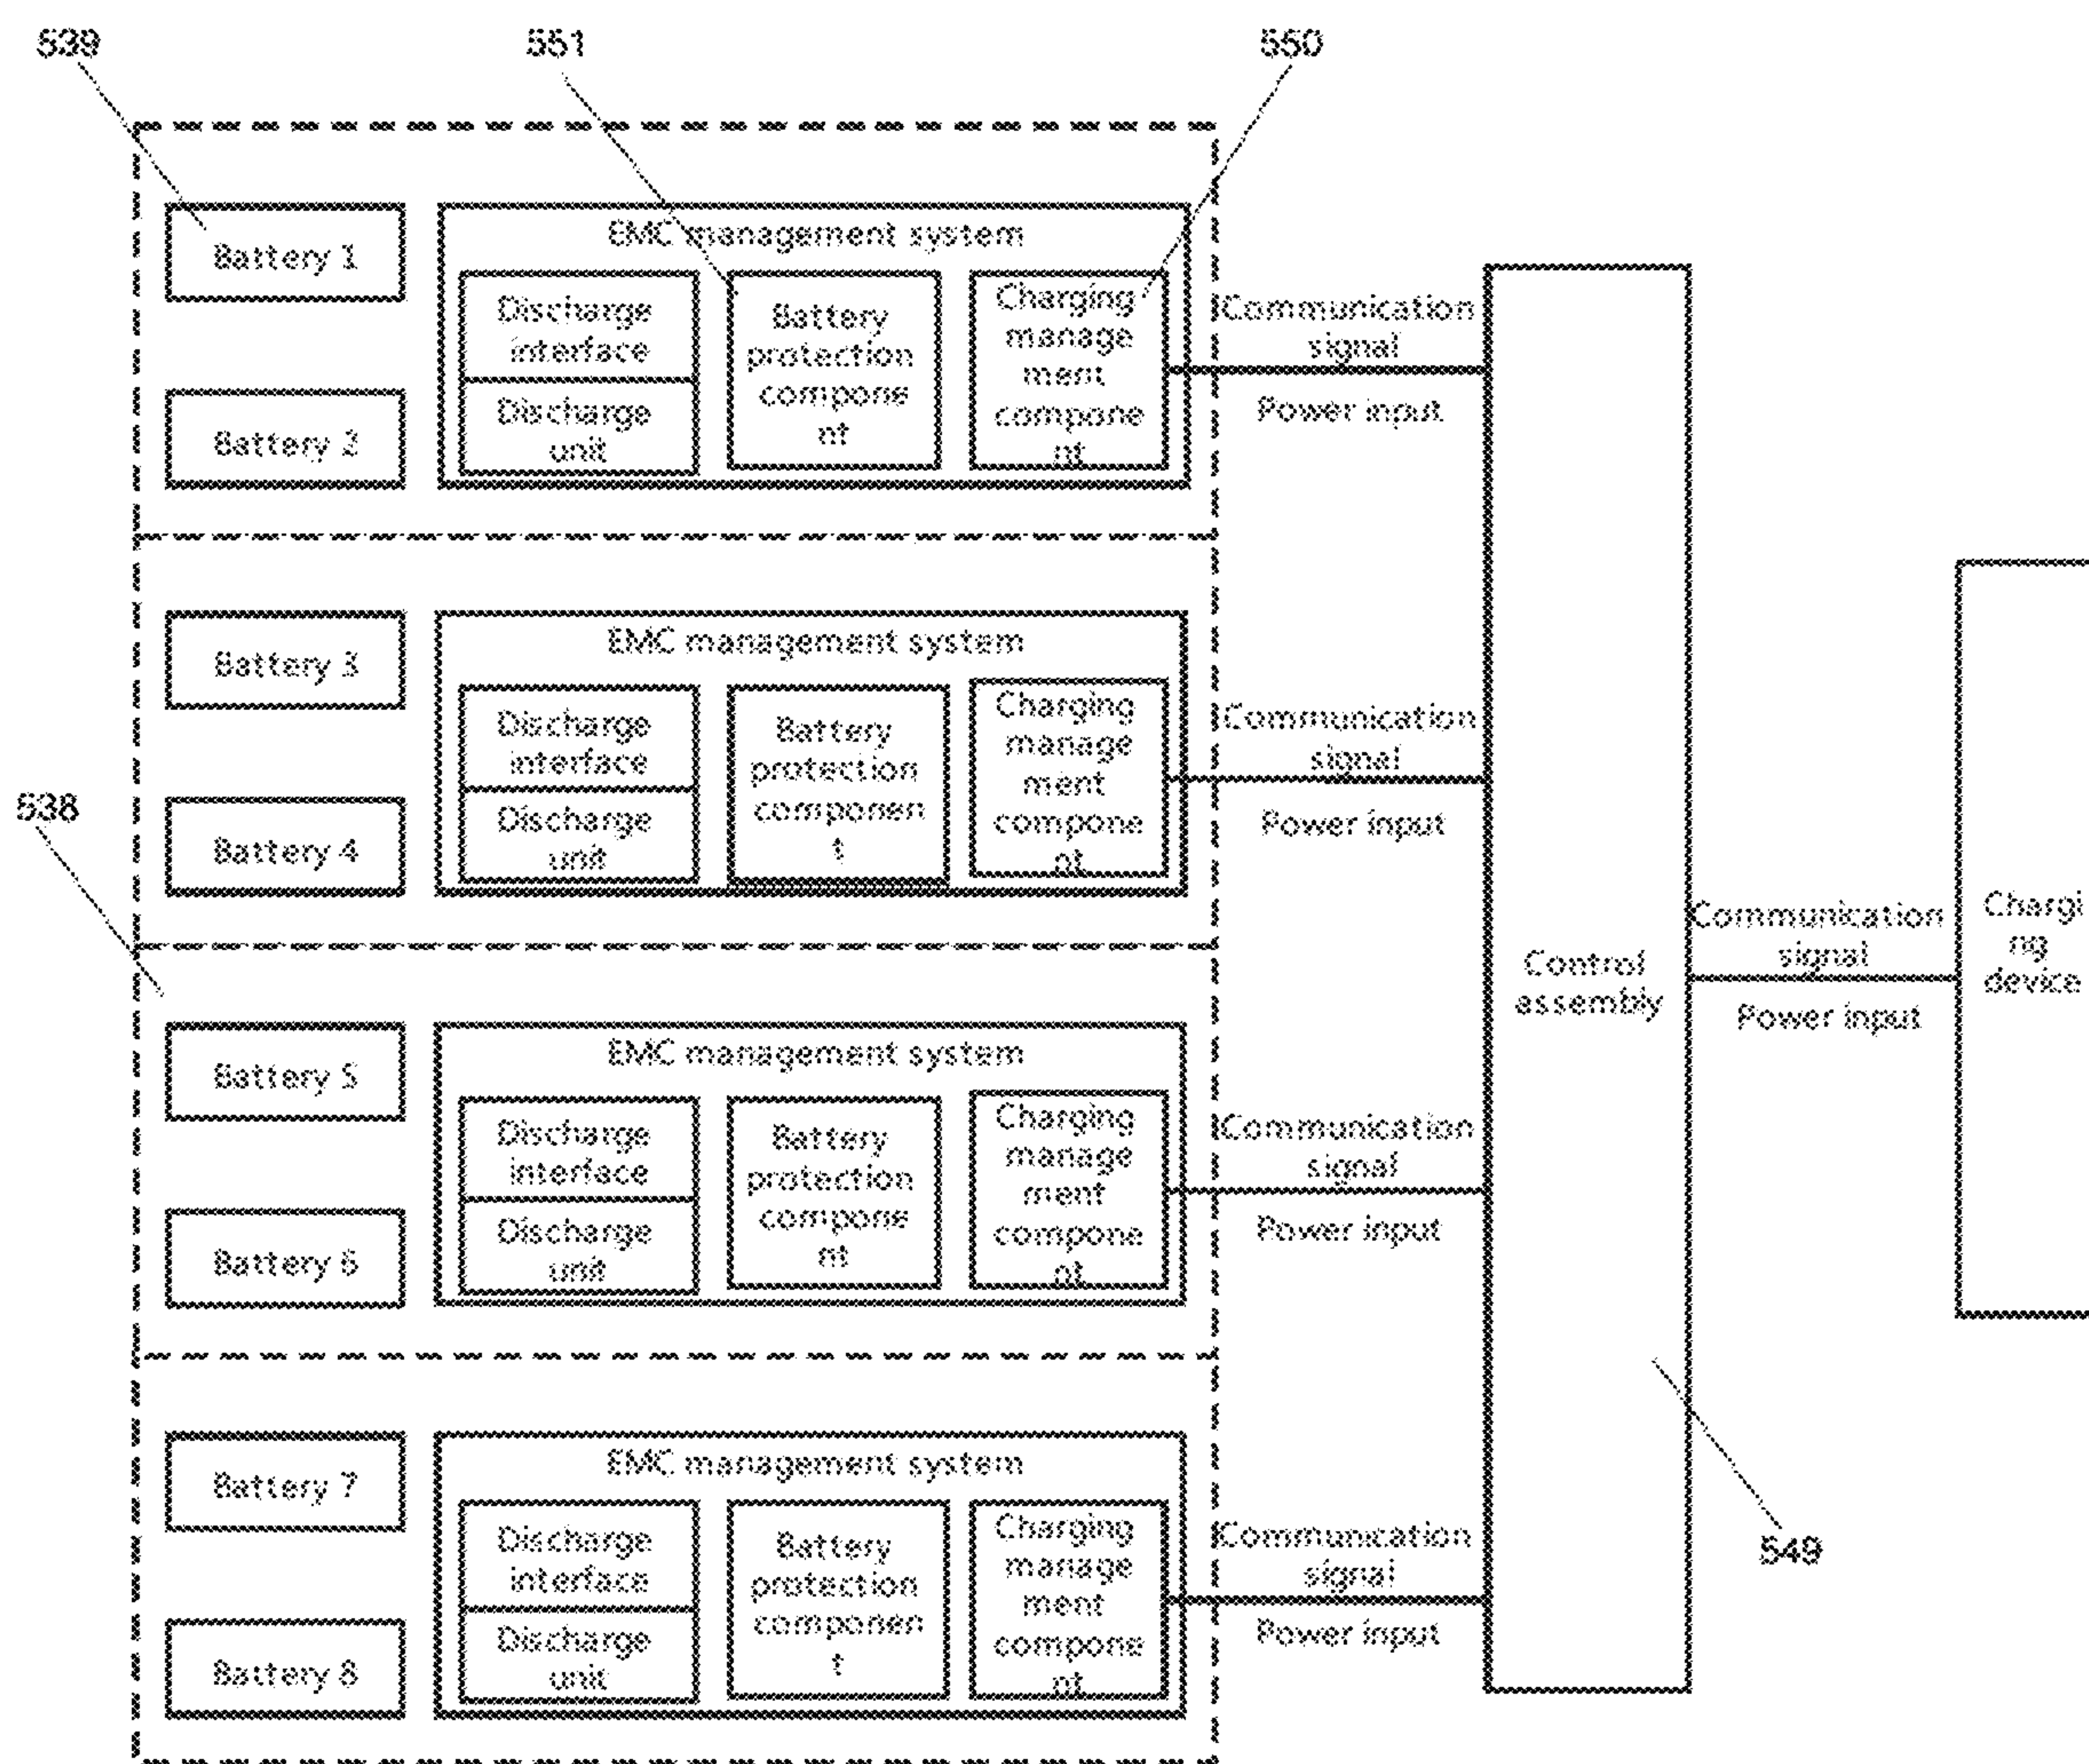 539
551
550
Battery 1
Battery 2
EMC management system
Discharge
interface
Discharge
unit
Battery
protection
compone
nt
Charging
manage
ment
compone
nt
Communication
signal
Power input
Battery 3
Battery 4
EMC management system
Discharge
interface
Discharge
unit
Battery
protection
componen
t
Charging
manage
ment
compone
nt
Communication
signal
Power input
538
Battery 5
Battery 6
EMC management system
Discharge
interface
Discharge
unit
Battery
protection
compone
nt
Charging
manage
ment
compone
nt
Communication
signal
Power input
Battery 7
Battery 8
EMC management system
Discharge
interface
Discharge
unit
Battery
protection
componen
t
Charging
manage
ment
compone
nt
Communication
signal
Power input
Control
assembly
549
Communication
signal
Power input
Chargi
ng
device